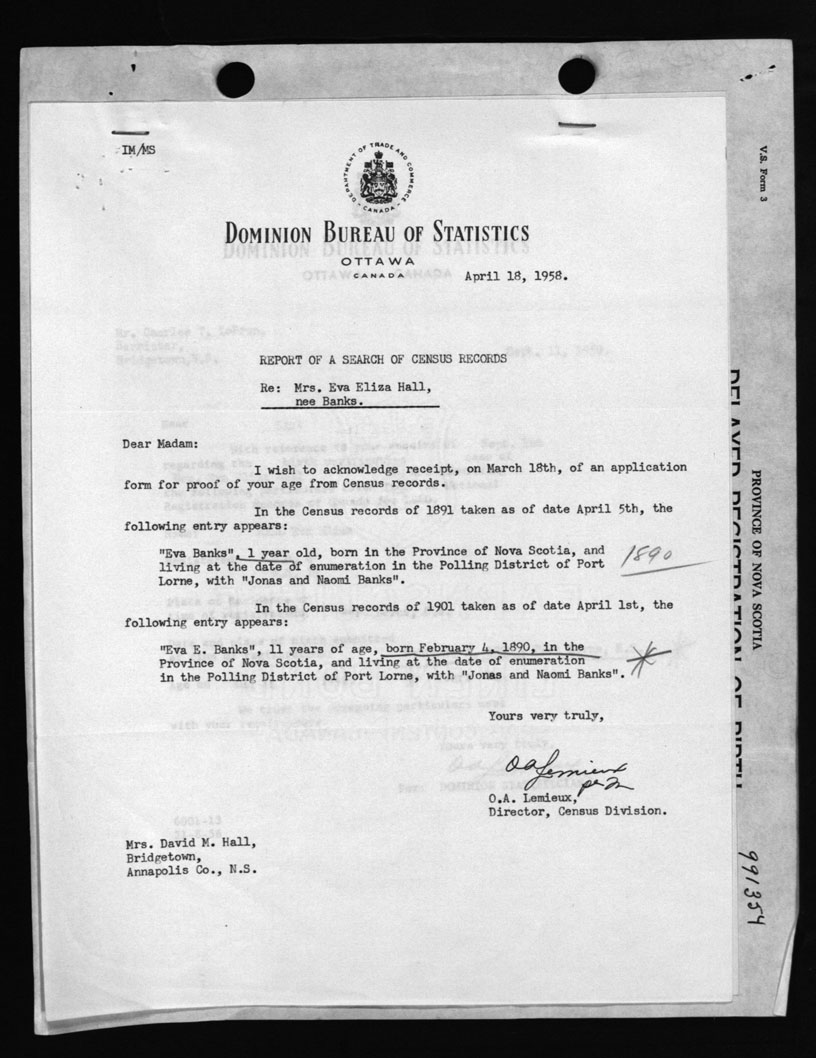 IM/MS
DEPARTMENT OF TRADE AND COMMERCE
- CANADA -
DOMINION BUREAU OF STATISTICS
OTTAWA
CANADA
April 18, 1958.
REPORT OF A SEARCH OF CENSUS RECORDS
Re: Mrs. Eva Eliza Hall,
nee Banks.
Dear Madam:
I wish to acknowledge receipt, on March 18th, of an application
form for proof of your age from Census records.
In the Census records of 1891 taken as of date April 5th, the
following entry appears:
"Eva Banks", 1 year old, born in the Province of Nova Scotia, and
living at the date of enumeration in the Polling District of Port
Lorne, with "Jonas and Naomi Banks".
1890
In the Census records of 1901 taken as of date April 1st, the
following entry appears:
"Eva E. Banks", 11 years of age, born February 4, 1890, in the
Province of Nova Scotia, and living at the date of enumeration
in the Polling District of Port Lorne, with "Jonas and Naomi Banks".
Yours very truly,
OALemieux
O.A. Lemieux,
Director, Census Division.
Mrs. David M. Hall,
Bridgetown,
Annapolis Co., N.S.
V.S. Form 3
PROVINCE OF NOVA SCOTIA
DELAYED REGISTRATION OF BIRTH
991354